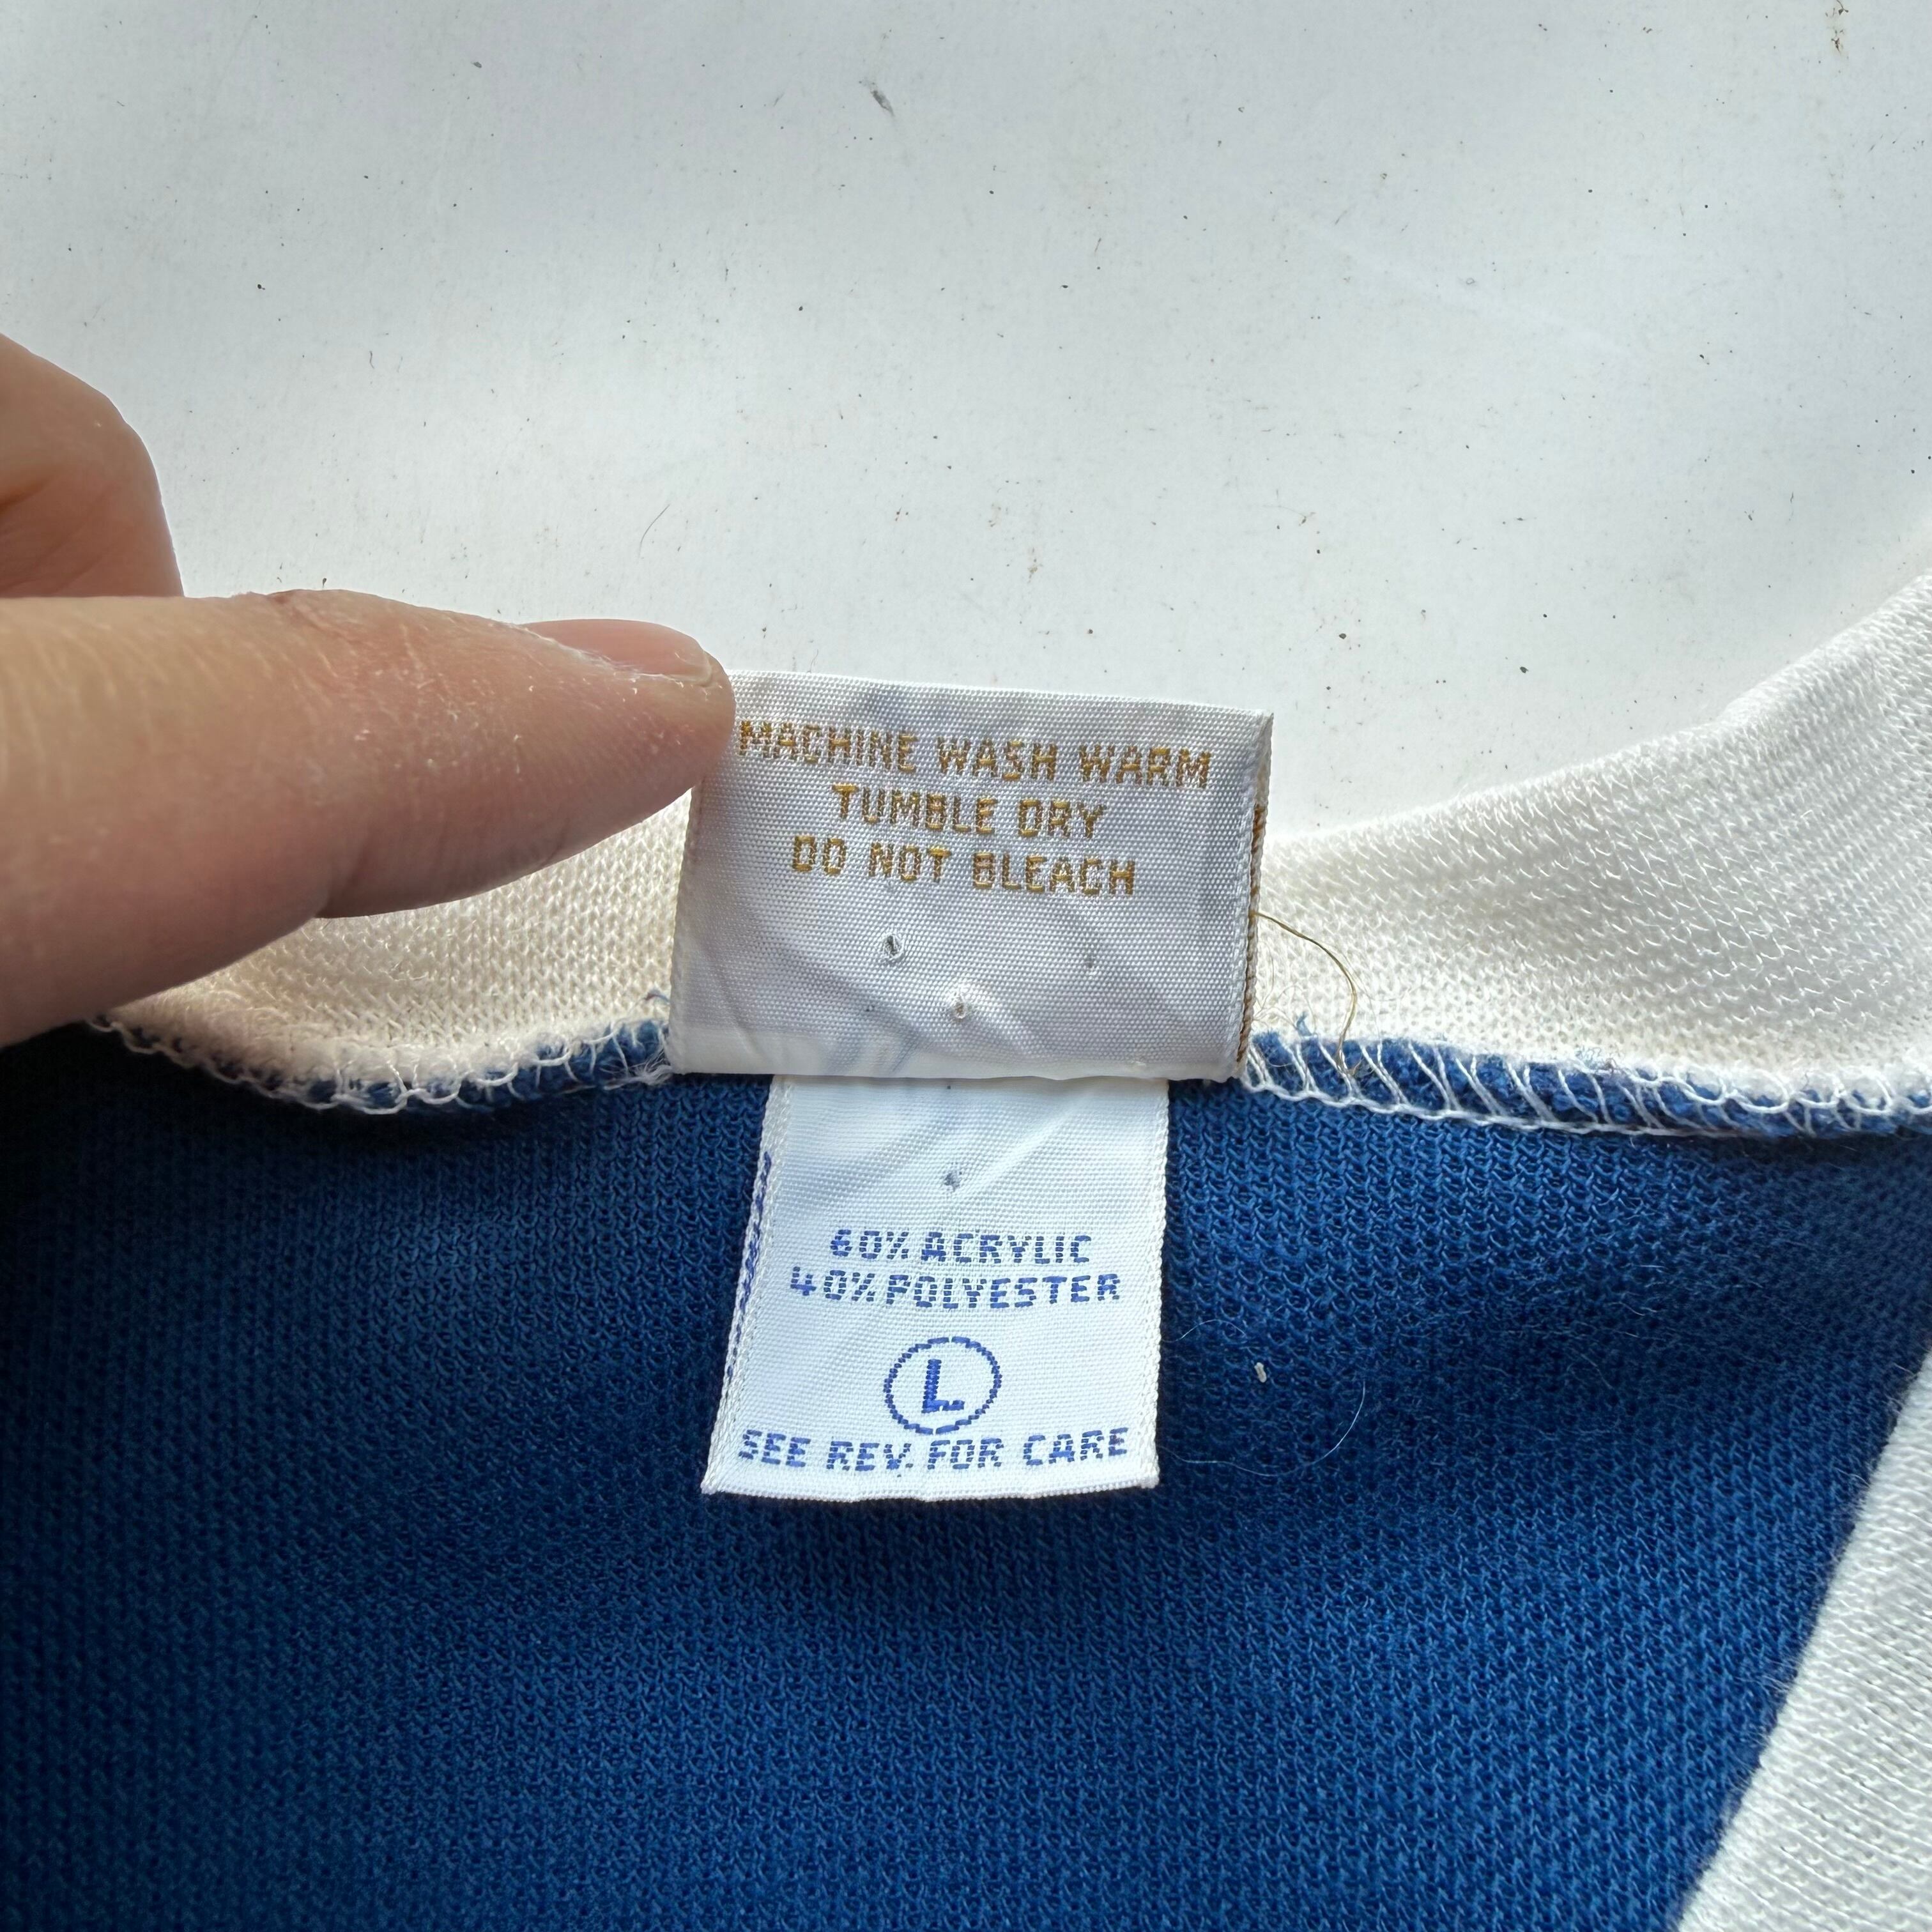 MACHINE WASH WARM
TUMBLE DRY
DO NOT BLEACH
60% ACRYLIC
40% POLYESTER
L
SEE REV. FOR CARE